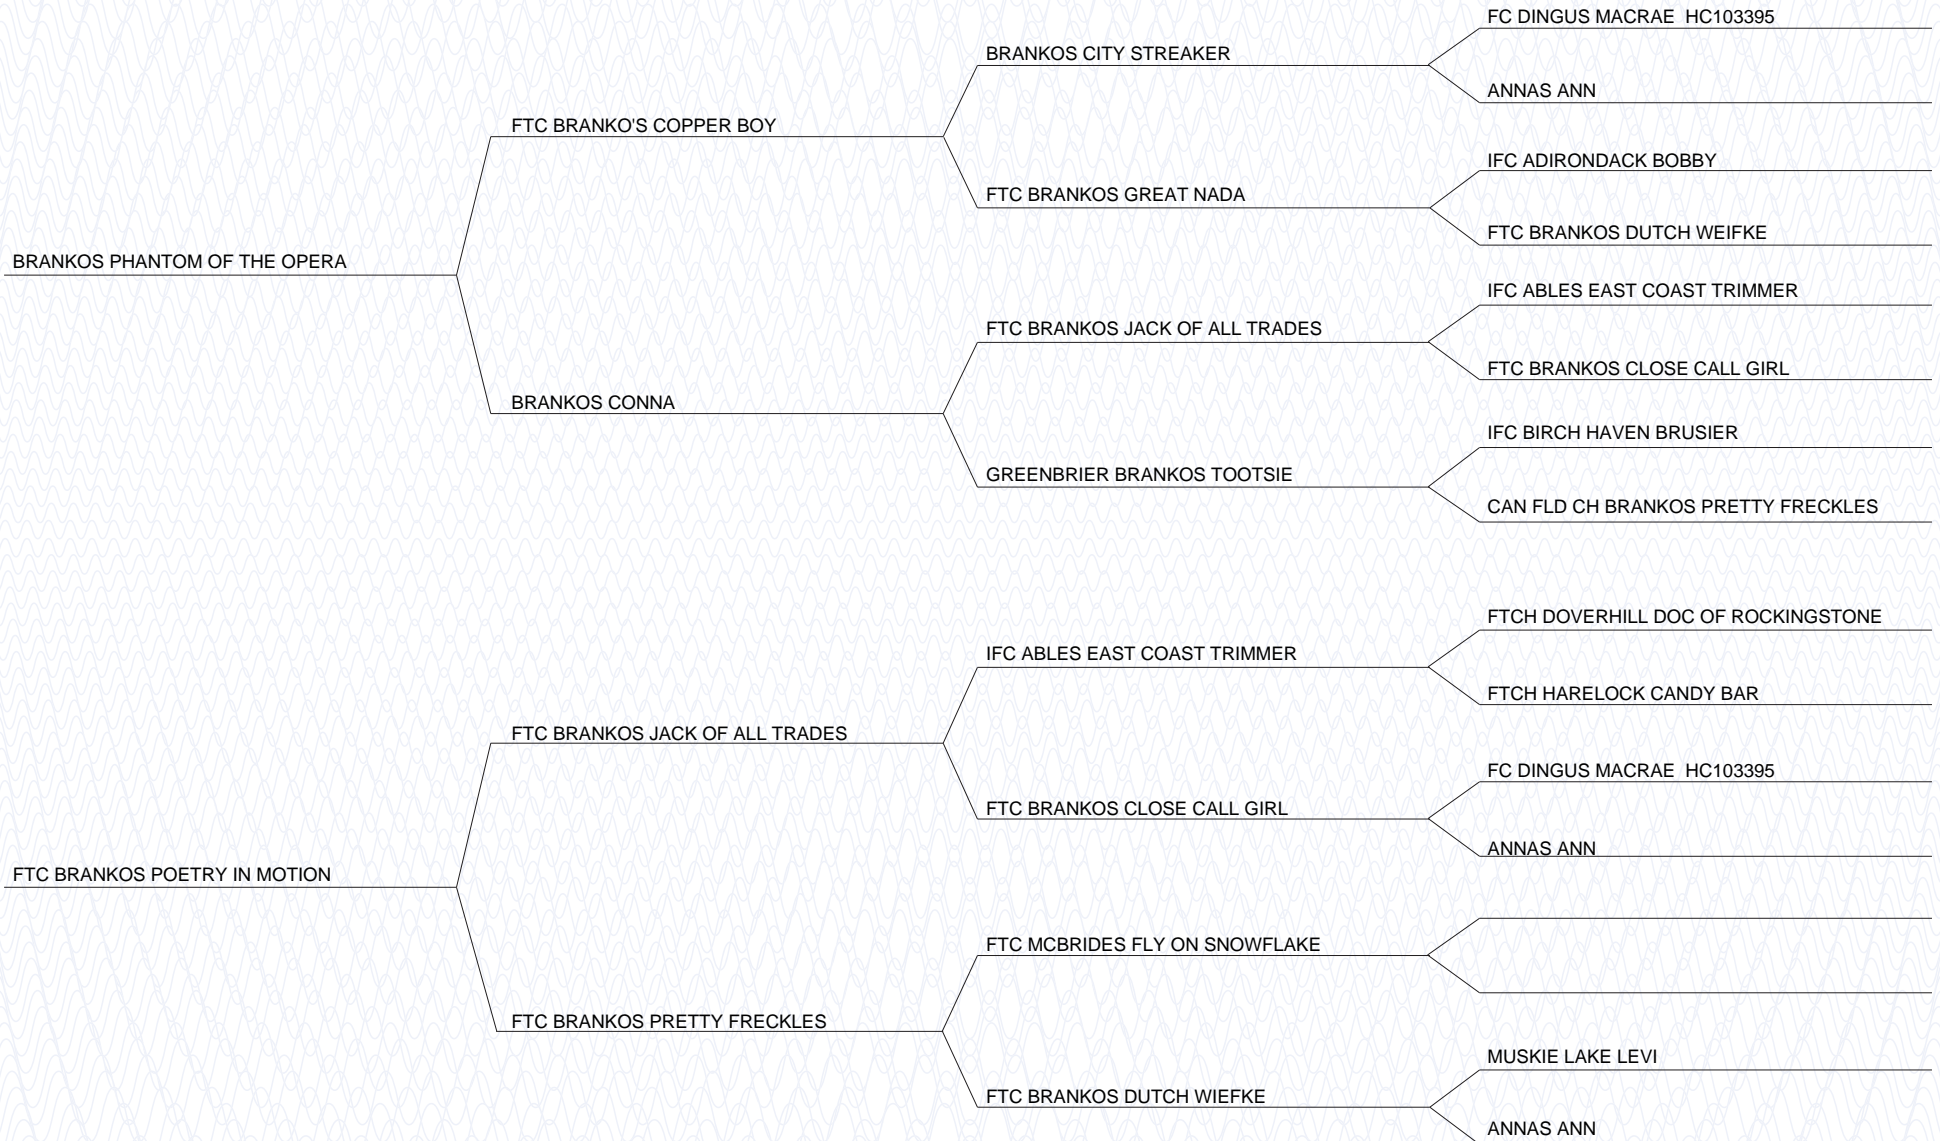 FC DINGUS MACRAE  HC103395
BRANKOS CITY STREAKER
ANNAS ANN
FTC BRANKO'S COPPER BOY
IFC ADIRONDACK BOBBY
FTC BRANKOS GREAT NADA
FTC BRANKOS DUTCH WEIFKE
BRANKOS PHANTOM OF THE OPERA
IFC ABLES EAST COAST TRIMMER
FTC BRANKOS JACK OF ALL TRADES
FTC BRANKOS CLOSE CALL GIRL
BRANKOS CONNA
IFC BIRCH HAVEN BRUSIER
GREENBRIER BRANKOS TOOTSIE
CAN FLD CH BRANKOS PRETTY FRECKLES
FTCH DOVERHILL DOC OF ROCKINGSTONE
IFC ABLES EAST COAST TRIMMER
FTCH HARELOCK CANDY BAR
FTC BRANKOS JACK OF ALL TRADES
FC DINGUS MACRAE  HC103395
FTC BRANKOS CLOSE CALL GIRL
ANNAS ANN
FTC BRANKOS POETRY IN MOTION
FTC MCBRIDES FLY ON SNOWFLAKE
FTC BRANKOS PRETTY FRECKLES
MUSKIE LAKE LEVI
FTC BRANKOS DUTCH WIEFKE
ANNAS ANN